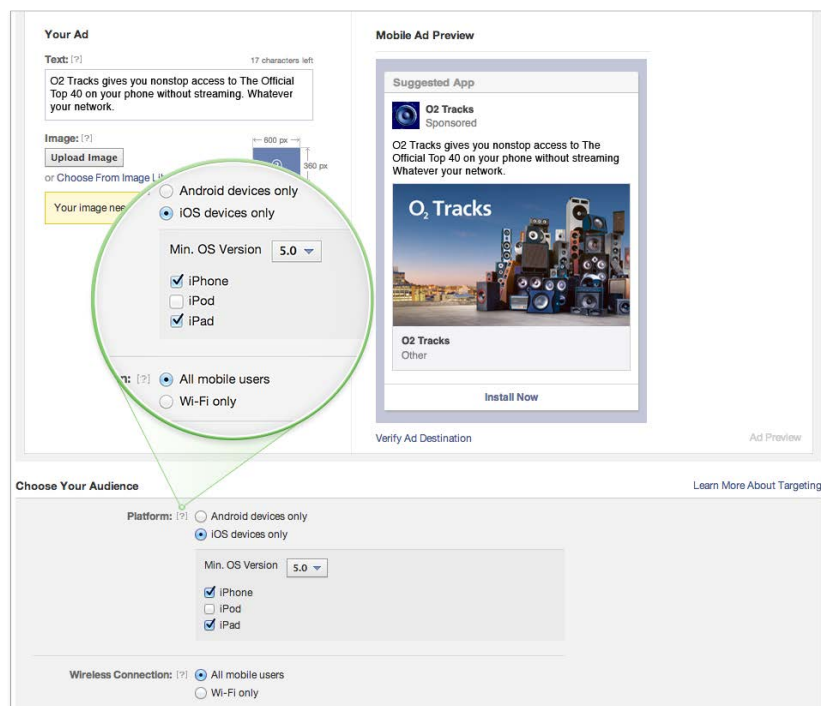 Your Ad
Text: [?]
17 characters left
O2 Tracks gives you nonstop access to The Official
Top 40 on your phone without streaming. Whatever
your network.
Image: [?]
600 px
360 px
Upload Image
or Choose From Image
Your image
Android devices only
iOS devices only
Min. OS Version 5.0
iPhone
iPod
iPad
[?] All mobile users
Wi-Fi only
Mobile Ad Preview
Suggested App
O2 Tracks
Sponsored
O2 Tracks gives you nonstop access to The
Official Top 40 on your phone without streaming
Whatever your network.
O2 Tracks
O2 Tracks
Other
Install Now
Verify Ad Destination
Ad Preview
Choose Your Audience
Learn More About Targeting
Platform: [?] Android devices only
iOS devices only
Min. OS Version 5.0
iPhone
iPod
iPad
Wireless Connection: [?] All mobile users
Wi-Fi only